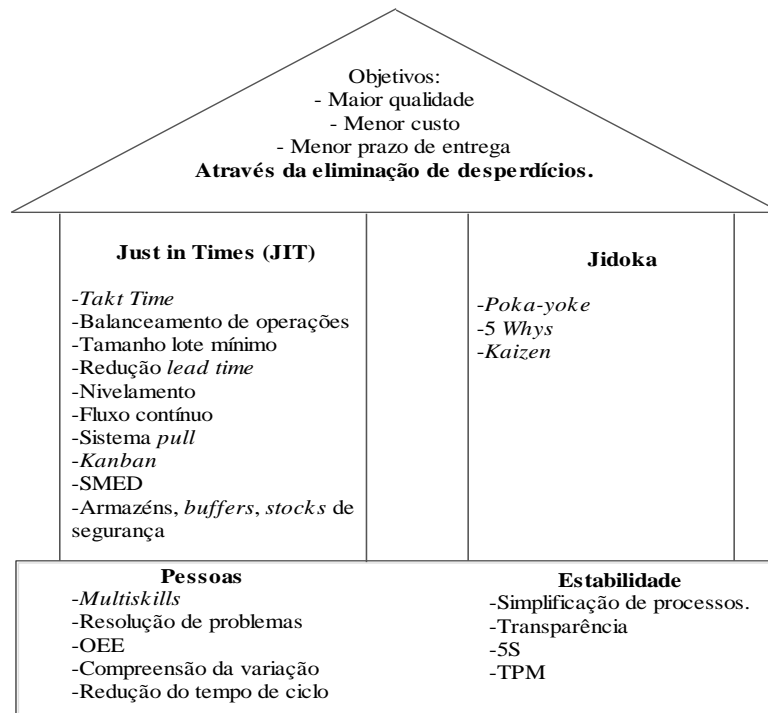 Objetivos:
- Maior qualidade
- Menor custo
- Menor prazo de entrega
Através da eliminação de desperdícios.
Just in Times (JIT)
-Takt Time
-Balanceamento de operações
-Tamanho lote mínimo
-Redução lead time
-Nivelamento
-Fluxo contínuo
-Sistema pull
-Kanban
-SMED
-Armazéns, buffers, stocks de
segurança
Jidoka
-Poka-yoke
-5 Whys
-Kaizen
Pessoas
-Multiskills
-Resolução de problemas
-OEE
-Compreensão da variação
-Redução do tempo de ciclo
Estabilidade
-Simplificação de processos.
-Transparência
-5S
-TPM